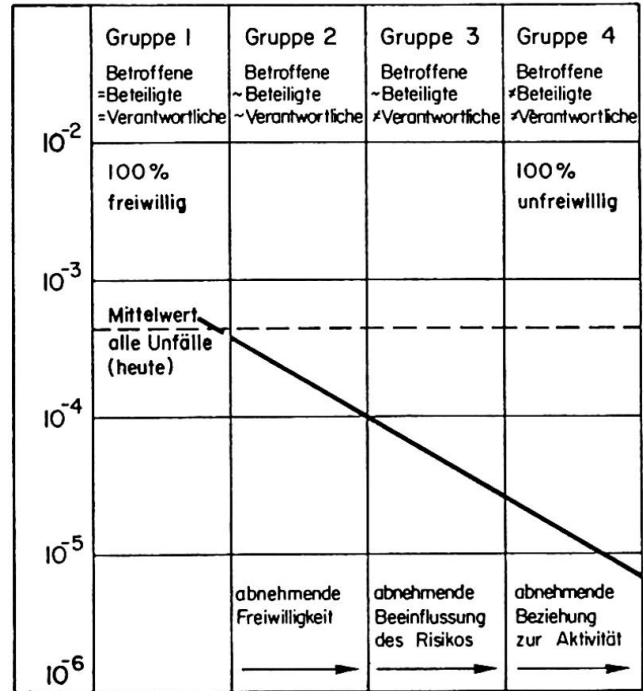 Gruppe 1
Betroffene
=Beteiligte
=Verantwortliche
Gruppe 2
Betroffene
~Beteiligte
~Verantwortliche
Gruppe 3
Betroffene
~Beteiligte
≠Verantwortliche
Gruppe 4
Betroffene
≠Beteiligte
≠Verantwortliche
10⁻²
100%
freiwillig
100%
unfreiwillig
10⁻³
Mittelwert
alle Unfälle
(heute)
10⁻⁴
10⁻⁵
abnehmende
Freiwilligkeit
abnehmende
Beeinflussung
des Risikos
abnehmende
Beziehung
zur Aktivität
10⁻⁶